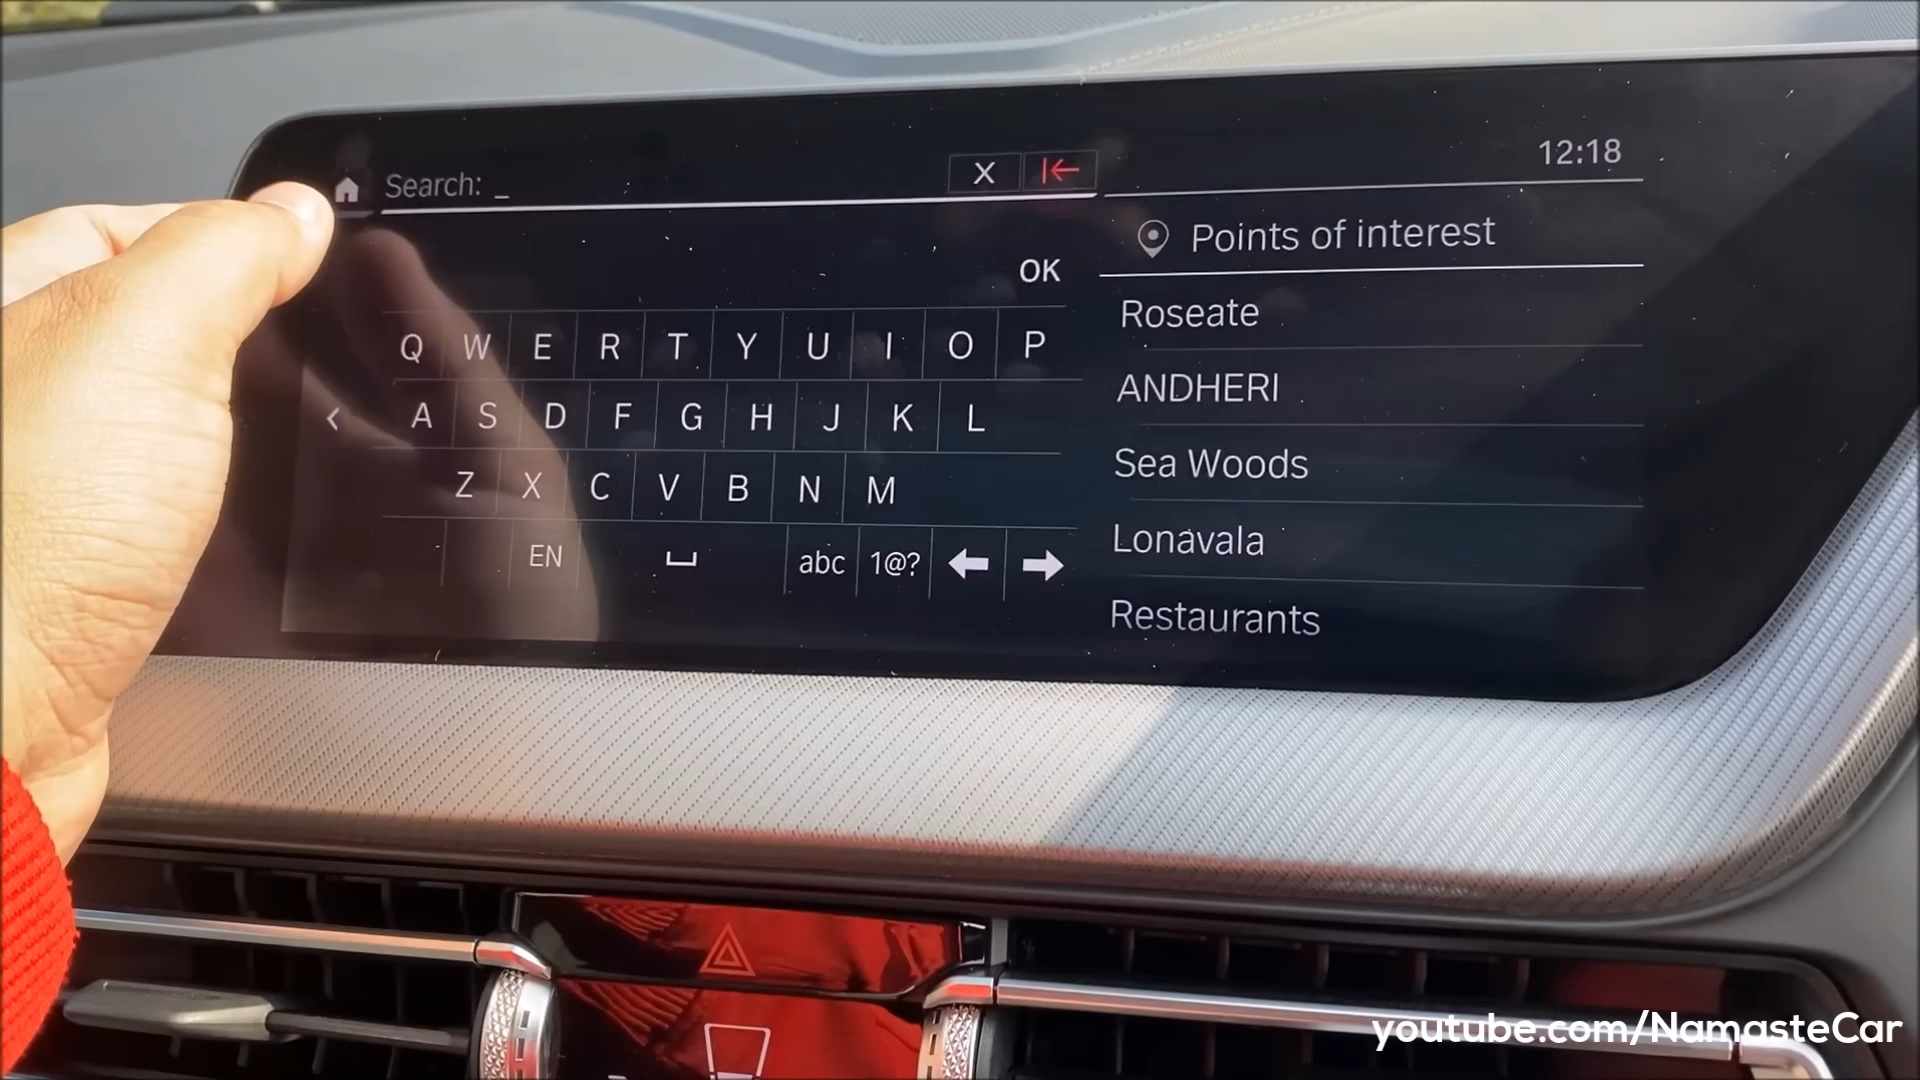 Search: _
X
12:18
Points of interest
OK
Q W E R T Y U I O P
Roseate
ANDHERI
A S D F G H J K L
Sea Woods
Z X C V B N M
Lonavala
EN
abc 1@?
Restaurants
youtube.com/NamasteCar